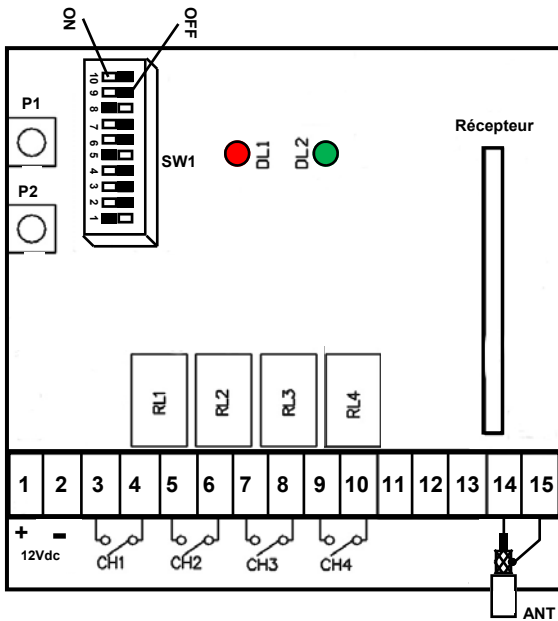 ON
OFF
10
9
8
7
6
5
4
3
2
1
P1
P2
SW1
DL1
DL2
Récepteur
RL1
RL2
RL3
RL4
1 2 3 4 5 6 7 8 9 10 11 12 13 14 15
+ -
12Vdc
CH1
CH2
CH3
CH4
ANT